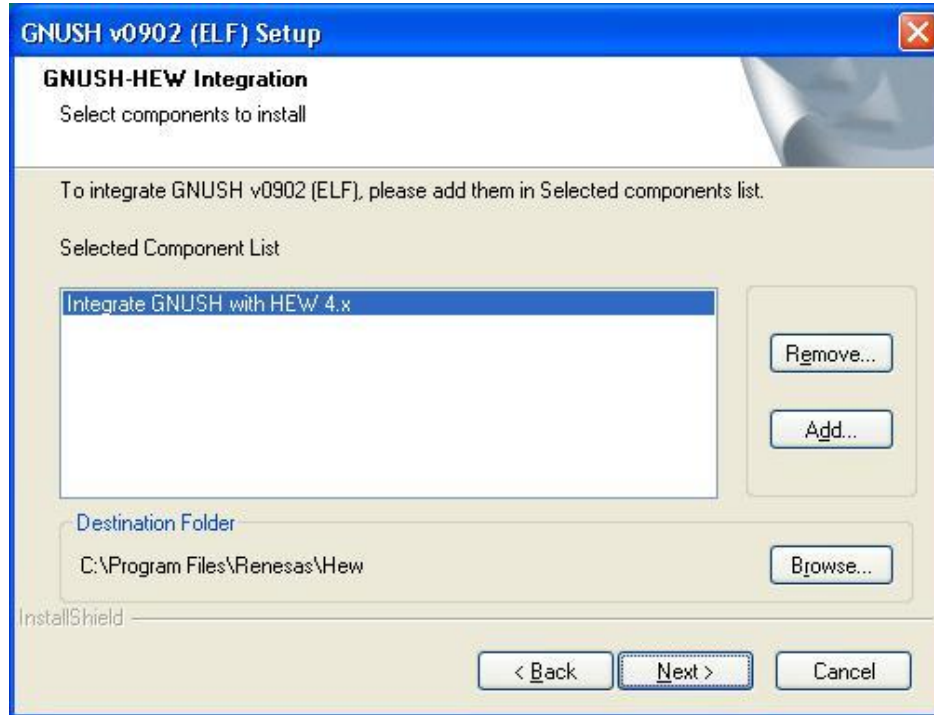 GNUSH v0902 (ELF) Setup
GNUSH-HEW Integration
Select components to install
To integrate GNUSH v0902 (ELF), please add them in Selected components list.
Selected Component List
Integrate GNUSH with HEW 4.x
Remove...
Add...
Destination Folder
C:\Program Files\Renesas\Hew
Browse...
InstallShield
< Back
Next >
Cancel